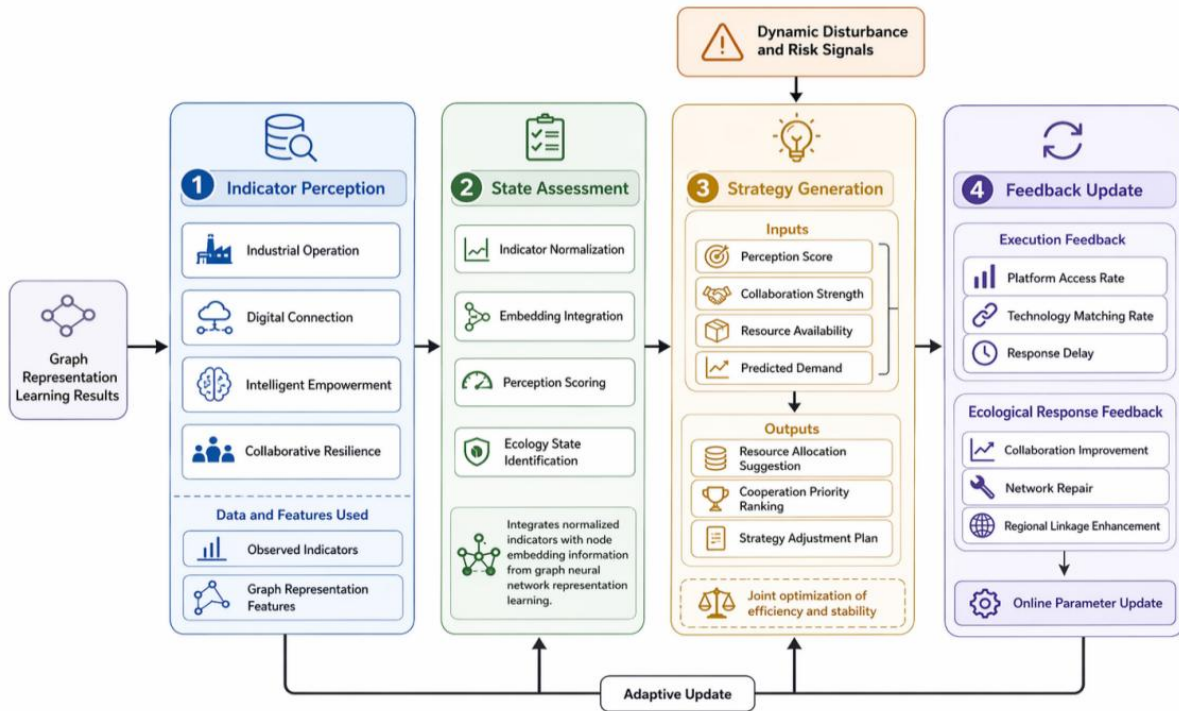 Dynamic Disturbance
and Risk Signals
Graph
Representation
Learning Results
1 Indicator Perception
Industrial Operation
Digital Connection
Intelligent Empowerment
Collaborative Resilience
Data and Features Used
Observed Indicators
Graph Representation
Features
2 State Assessment
Indicator Normalization
Embedding Integration
Perception Scoring
Ecology State
Identification
Integrates normalized
indicators with node
embedding information
from graph neural
network representation
learning.
3 Strategy Generation
Inputs
Perception Score
Collaboration Strength
Resource Availability
Predicted Demand
Outputs
Resource Allocation
Suggestion
Cooperation Priority
Ranking
Strategy Adjustment Plan
Joint optimization of
efficiency and stability
4 Feedback Update
Execution Feedback
Platform Access Rate
Technology Matching Rate
Response Delay
Ecological Response Feedback
Collaboration Improvement
Network Repair
Regional Linkage Enhancement
Online Parameter Update
Adaptive Update